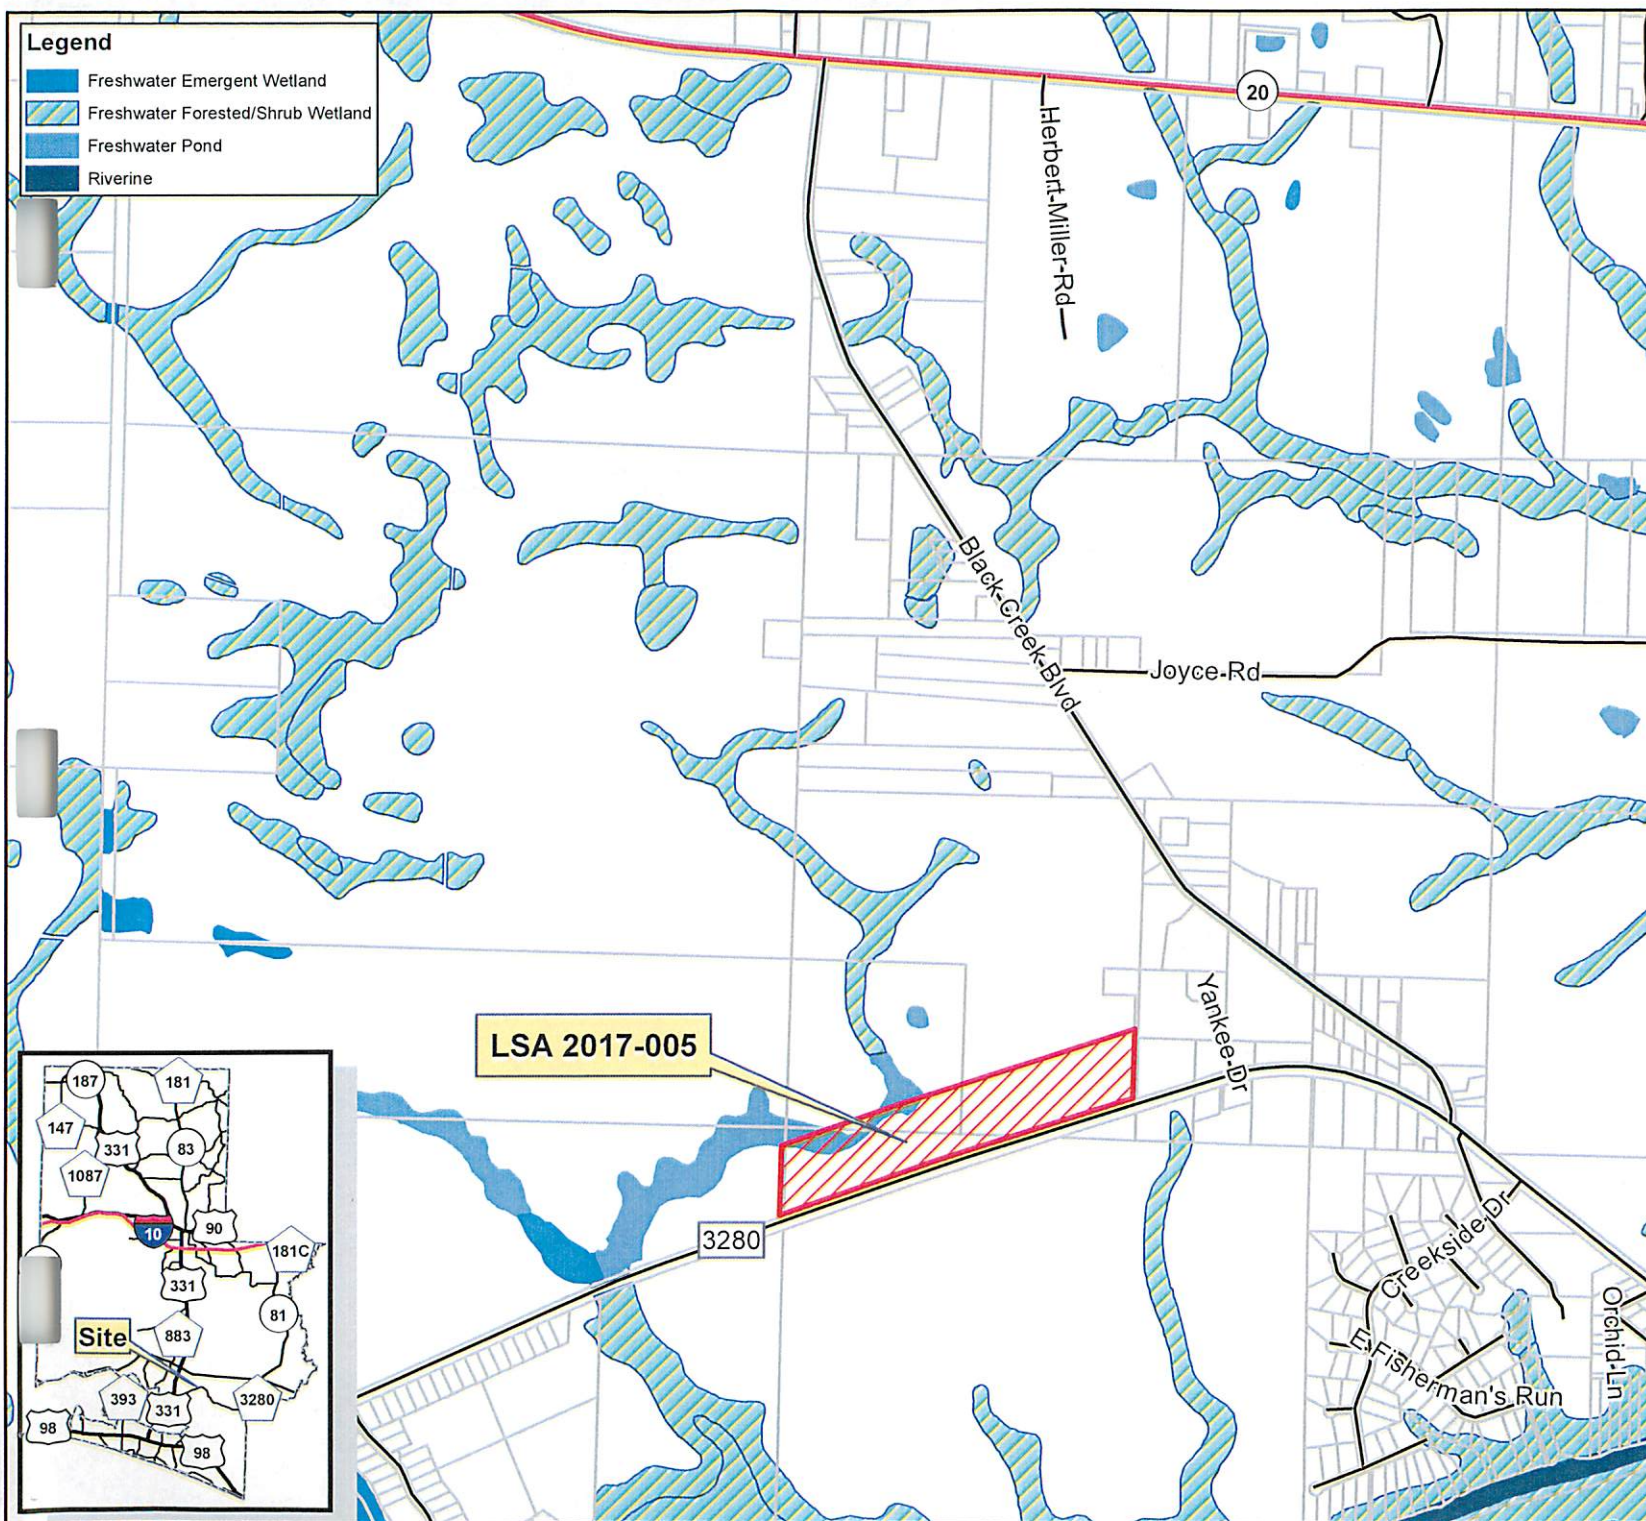 Legend
Freshwater Emergent Wetland
Freshwater Forested/Shrub Wetland
Freshwater Pond
Riverine
20
Herbert-Miller-Rd
Black-Creek-Blvd
Joyce-Rd
Yankee-Dr
LSA 2017-005
3280
Creekside-Dr
E-Fisherman's Run
Orchid-Ln
187
181
147
331
83
1087
10
90
181C
331
81
Site
883
393
331
3280
98
98